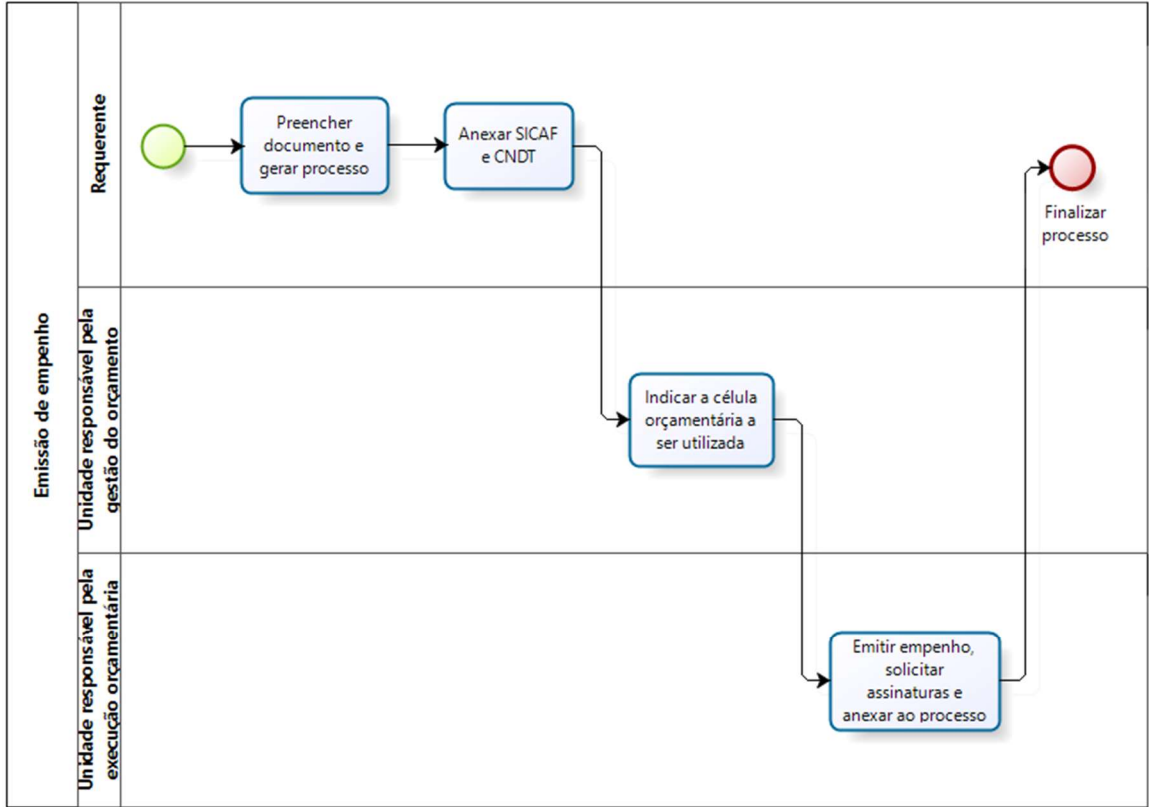 Emissão de empenho
Requerente
Preencher
documento e
gerar processo
Anexar SICAF
e CNDT
Finalizar
processo
Unidade responsável pela
gestão do orçamento
Indicar a célula
orçamentária a
ser utilizada
Unidade responsável pela
execução orçamentária
Emitir empenho,
solicitar
assinaturas e
anexar ao processo